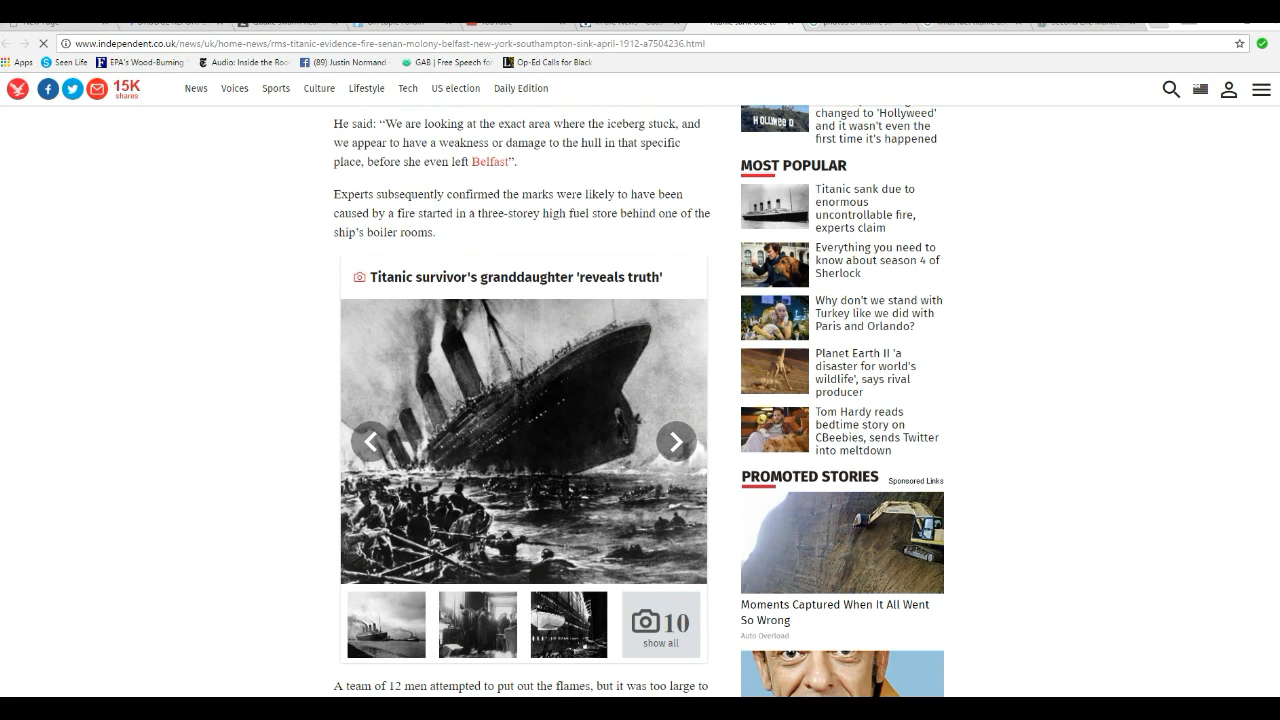 www.independent.co.uk/news/uk/home-news/rms-titanic-evidence-fire-senan-molony-belfast-new-york-southampton-sink-april-1912-a7504236.html
Apps Seen Life EPA's Wood-Burning Audio: Inside the Roo (89) Justin Normand GAB | Free Speech for Op-Ed Calls for Black
15K
shares
News Voices Sports Culture Lifestyle Tech US election Daily Edition
He said: “We are looking at the exact area where the iceberg stuck, and
we appear to have a weakness or damage to the hull in that specific
place, before she even left Belfast”.
Experts subsequently confirmed the marks were likely to have been
caused by a fire started in a three-storey high fuel store behind one of the
ship’s boiler rooms.
Titanic survivor's granddaughter 'reveals truth'
10
show all
A team of 12 men attempted to put out the flames, but it was too large to
HOLLWEED
changed to 'Hollyweed'
and it wasn't even the
first time it's happened
MOST POPULAR
Titanic sank due to
enormous
uncontrollable fire,
experts claim
Everything you need to
know about season 4 of
Sherlock
Why don't we stand with
Turkey like we did with
Paris and Orlando?
Planet Earth II 'a
disaster for world's
wildlife', says rival
producer
Tom Hardy reads
bedtime story on
CBeebies, sends Twitter
into meltdown
PROMOTED STORIES Sponsored Links
Moments Captured When It All Went
So Wrong
Auto Overload